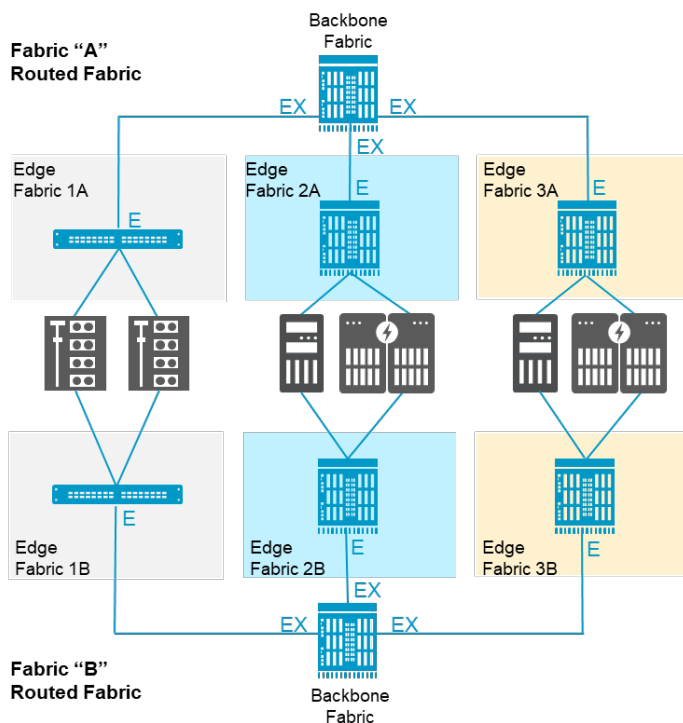 Backbone
Fabric
Fabric “A”
Routed Fabric
EX
EX
EX
Edge
Fabric 1A
E
Edge
Fabric 2A
E
Edge
Fabric 3A
E
E
Edge
Fabric 1B
E
Edge
Fabric 2B
E
Edge
Fabric 3B
EX
EX
EX
Fabric “B”
Routed Fabric
Backbone
Fabric